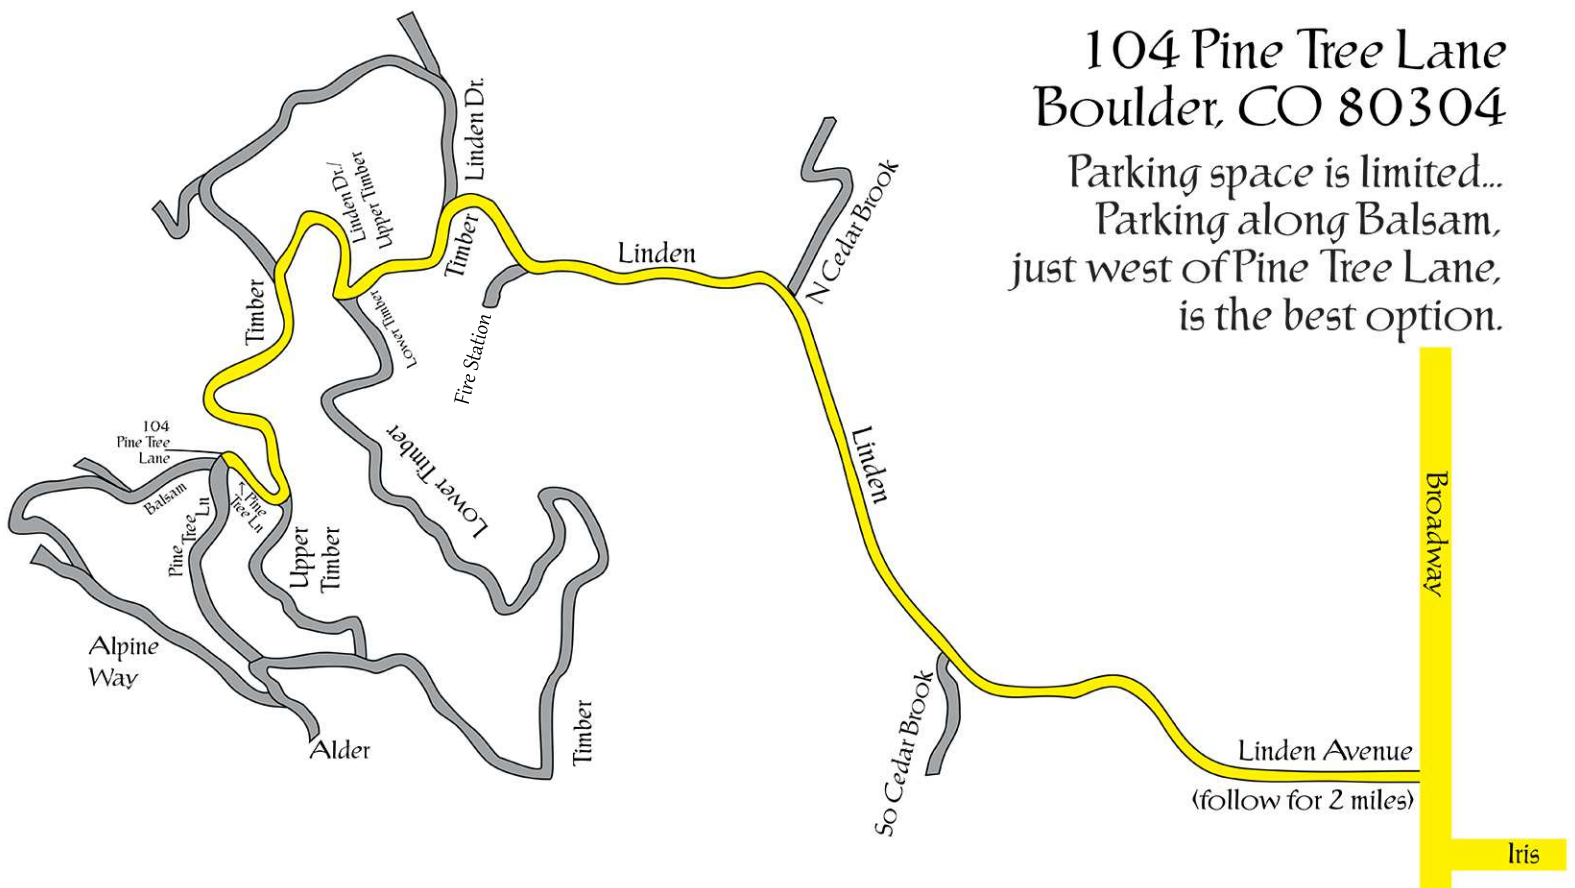 104 Pine Tree Lane
Boulder, CO 80304
Parking space is limited...
Parking along Balsam,
just west of Pine Tree Lane,
is the best option.
Linden Dr.
Linden Dr./
Upper Timber
Timber
N Cedar Brook
Linden
Timber
Lower Timber
Fire Station
104
Pine Tree
Lane
Lower Timber
Linden
Balsam
Pine
Tree
Ln
Pine
Tree Ln
Upper
Timber
Broadway
Alpine
Way
Alder
Timber
So Cedar Brook
Linden Avenue
(follow for 2 miles)
Iris